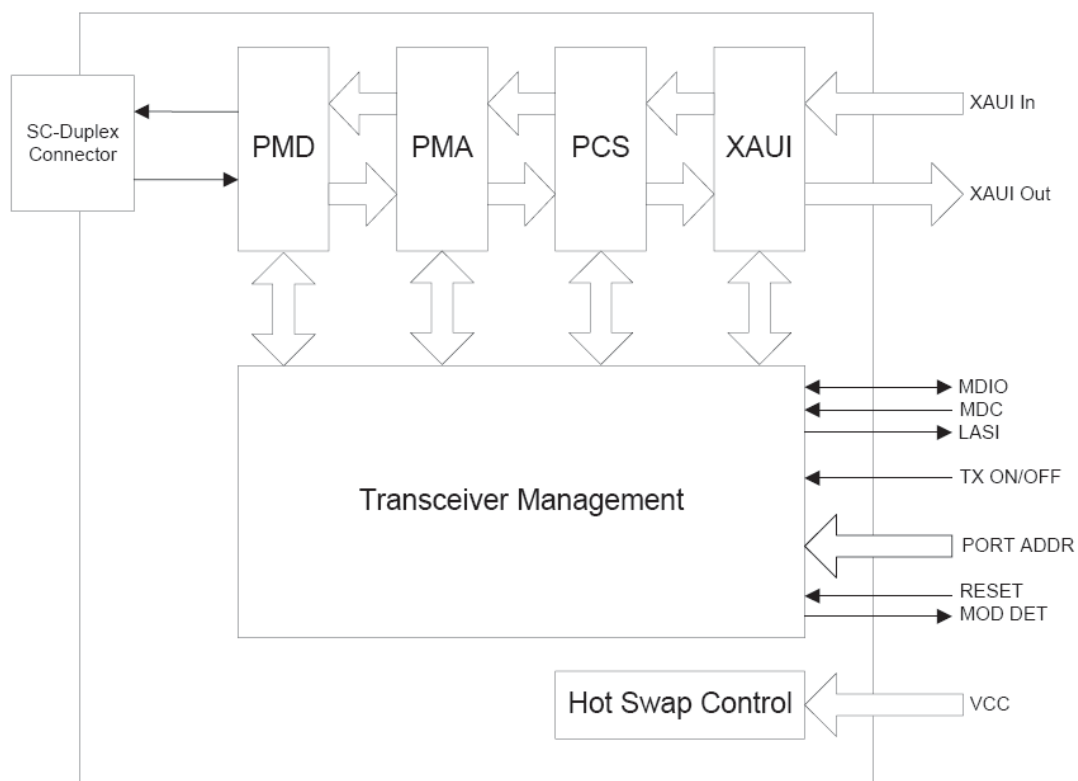 XAUI In
SC-Duplex
Connector
PMD
PMA
PCS
XAUI
XAUI Out
MDIO
MDC
LASI
TX ON/OFF
Transceiver Management
PORT ADDR
RESET
MOD DET
Hot Swap Control
VCC